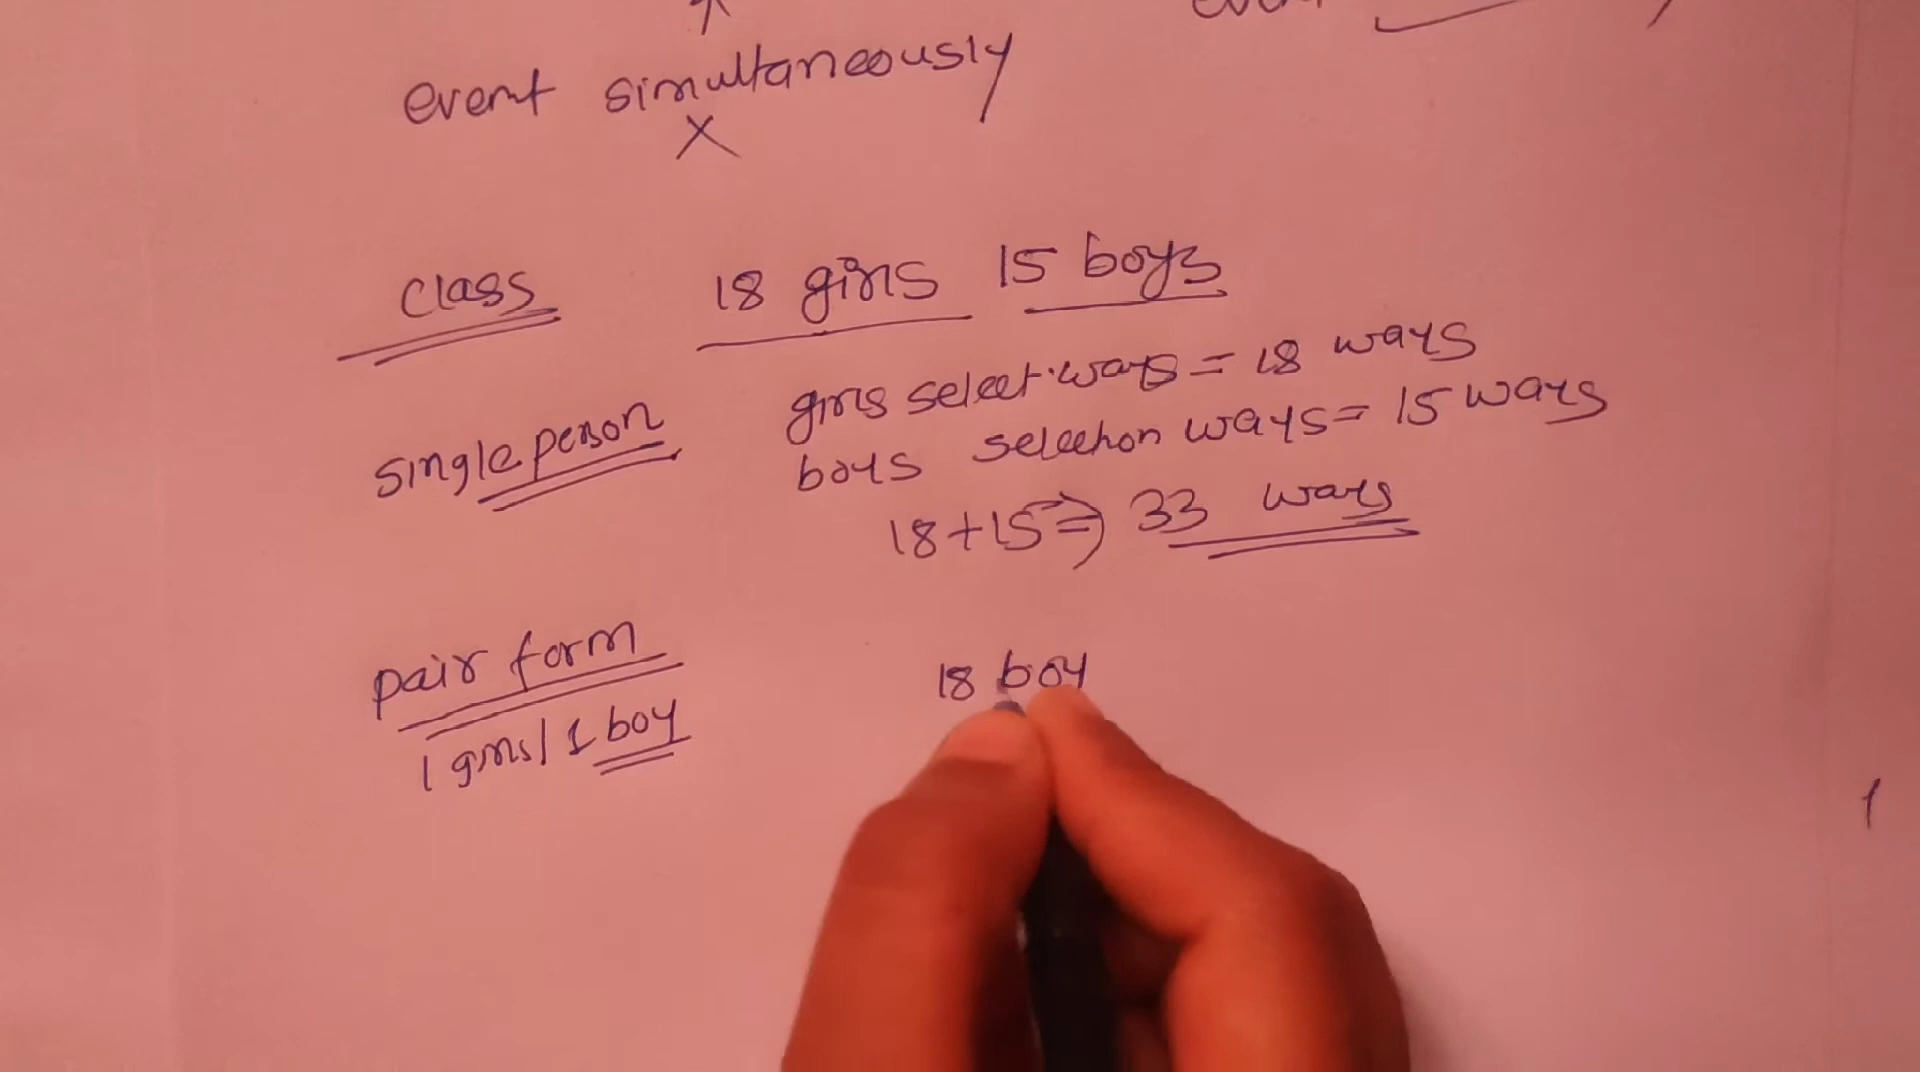 event simultaneously
X
class 18 girls 15 boys
girls select ways = 18 ways
single person boys selection ways = 15 ways
18+15 ⇒ 33 ways
pair form 18 boy
1 girls / 1 boy